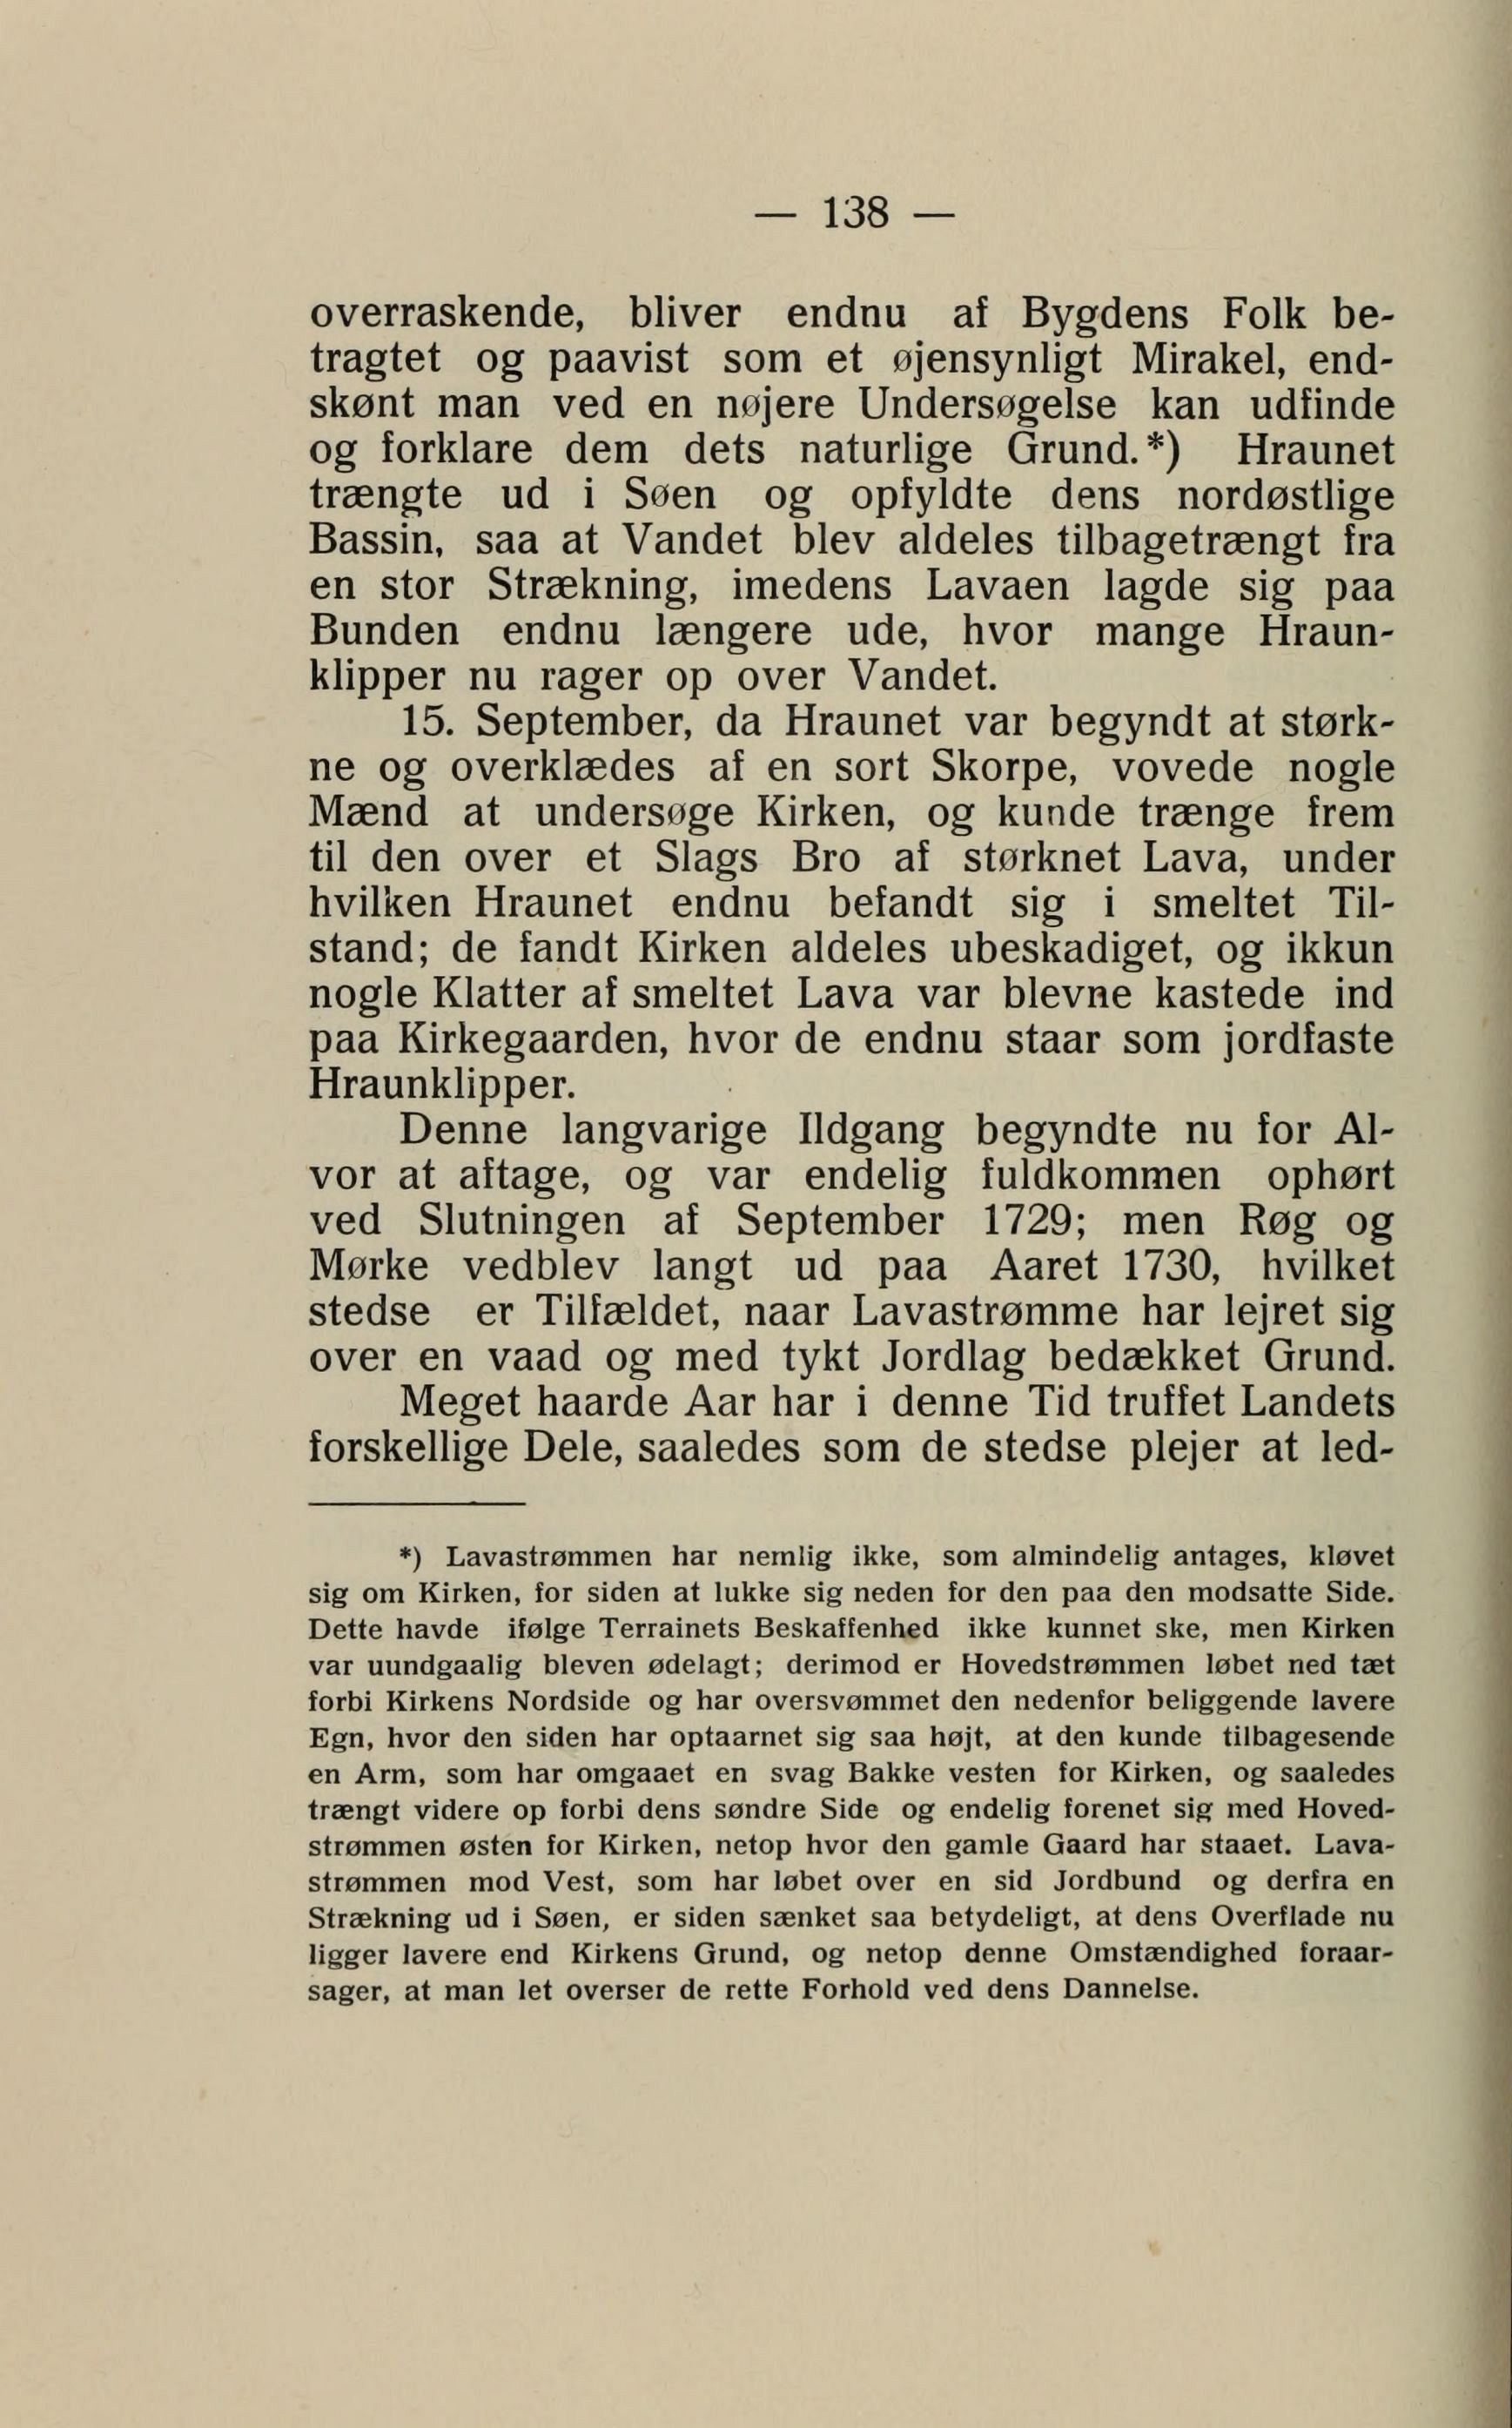 — 138 —
overraskende, bliver endnu af Bygdens Folk be-
tragtet og paavist som et øjensynligt Mirakel, end-
skønt man ved en nøjere Undersøgelse kan udfinde
og forklare dem dets naturlige Grund.*) Hraunet
trængte ud i Søen og opfyldte dens nordøstlige
Bassin, saa at Vandet blev aldeles tilbagetrængt fra
en stor Strækning, imedens Lavaen lagde sig paa
Bunden endnu længere ude, hvor mange Hraun-
klipper nu rager op over Vandet.
15. September, da Hraunet var begyndt at størk-
ne og overklædes af en sort Skorpe, vovede nogle
Mænd at undersøge Kirken, og kunde trænge frem
til den over et Slags Bro af størknet Lava, under
hvilken Hraunet endnu befandt sig i smeltet Til-
stand; de fandt Kirken aldeles ubeskadiget, og ikkun
nogle Klatter af smeltet Lava var blevne kastede ind
paa Kirkegaarden, hvor de endnu staar som jordfaste
Hraunklipper.
Denne langvarige Ildgang begyndte nu for Al-
vor at aftage, og var endelig fuldkommen ophørt
ved Slutningen af September 1729; men Røg og
Mørke vedblev langt ud paa Aaret 1730, hvilket
stedse er Tilfældet, naar Lavastrømme har lejret sig
over en vaad og med tykt Jordlag bedækket Grund.
Meget haarde Aar har i denne Tid truffet Landets
forskellige Dele, saaledes som de stedse plejer at led-
*) Lavastrømmen har nemlig ikke, som almindelig antages, kløvet
sig om Kirken, for siden at lukke sig neden for den paa den modsatte Side.
Dette havde ifølge Terrainets Beskaffenhed ikke kunnet ske, men Kirken
var uundgaalig bleven ødelagt; derimod er Hovedstrømmen løbet ned tæt
forbi Kirkens Nordside og har oversvømmet den nedenfor beliggende lavere
Egn, hvor den siden har optaarnet sig saa højt, at den kunde tilbagesende
en Arm, som har omgaaet en svag Bakke vesten for Kirken, og saaledes
trængt videre op forbi dens søndre Side og endelig forenet sig med Hoved-
strømmen østen for Kirken, netop hvor den gamle Gaard har staaet. Lava-
strømmen mod Vest, som har løbet over en sid Jordbund og derfra en
Strækning ud i Søen, er siden sænket saa betydeligt, at dens Overflade nu
ligger lavere end Kirkens Grund, og netop denne Omstændighed foraar-
sager, at man let overser de rette Forhold ved dens Dannelse.